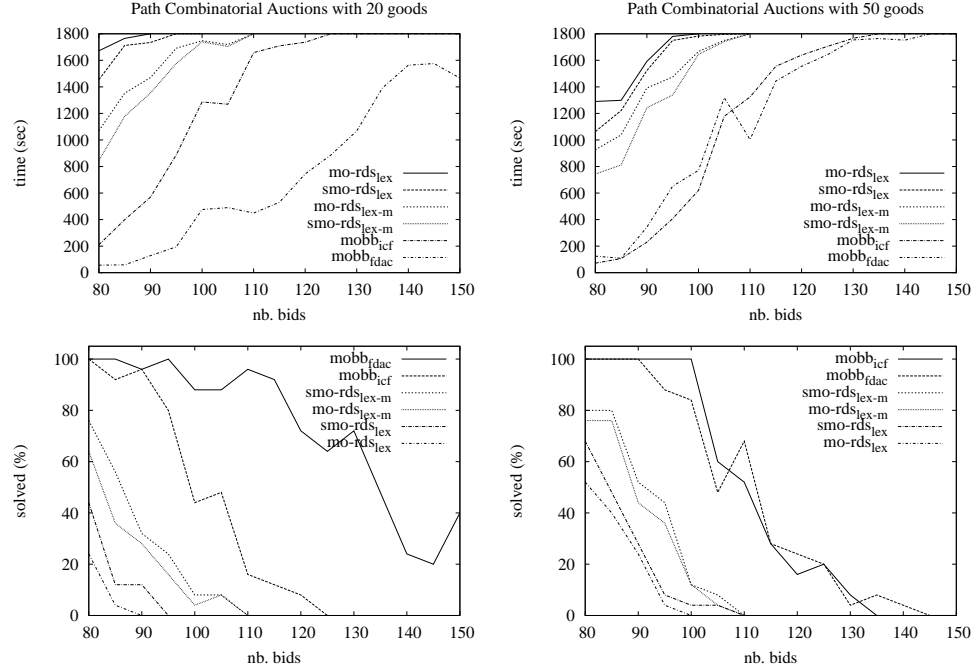 Path Combinatorial Auctions with 20 goods
1800
1600
1400
1200
1000
800
600
400
200
0
time (sec)
mo-rds_lex
smo-rds_lex
mo-rds_lex-m
smo-rds_lex-m
mobb_icf
mobb_fdac
80 90 100 110 120 130 140 150
nb. bids
Path Combinatorial Auctions with 50 goods
1800
1600
1400
1200
1000
800
600
400
200
0
time (sec)
mo-rds_lex
smo-rds_lex
mo-rds_lex-m
smo-rds_lex-m
mobb_icf
mobb_fdac
80 90 100 110 120 130 140 150
nb. bids
100
80
60
40
20
0
solved (%)
mobb_fdac
mobb_icf
smo-rds_lex-m
mo-rds_lex-m
smo-rds_lex
mo-rds_lex
80 90 100 110 120 130 140 150
nb. bids
100
80
60
40
20
0
solved (%)
mobb_icf
mobb_fdac
smo-rds_lex-m
mo-rds_lex-m
smo-rds_lex
mo-rds_lex
80 90 100 110 120 130 140 150
nb. bids